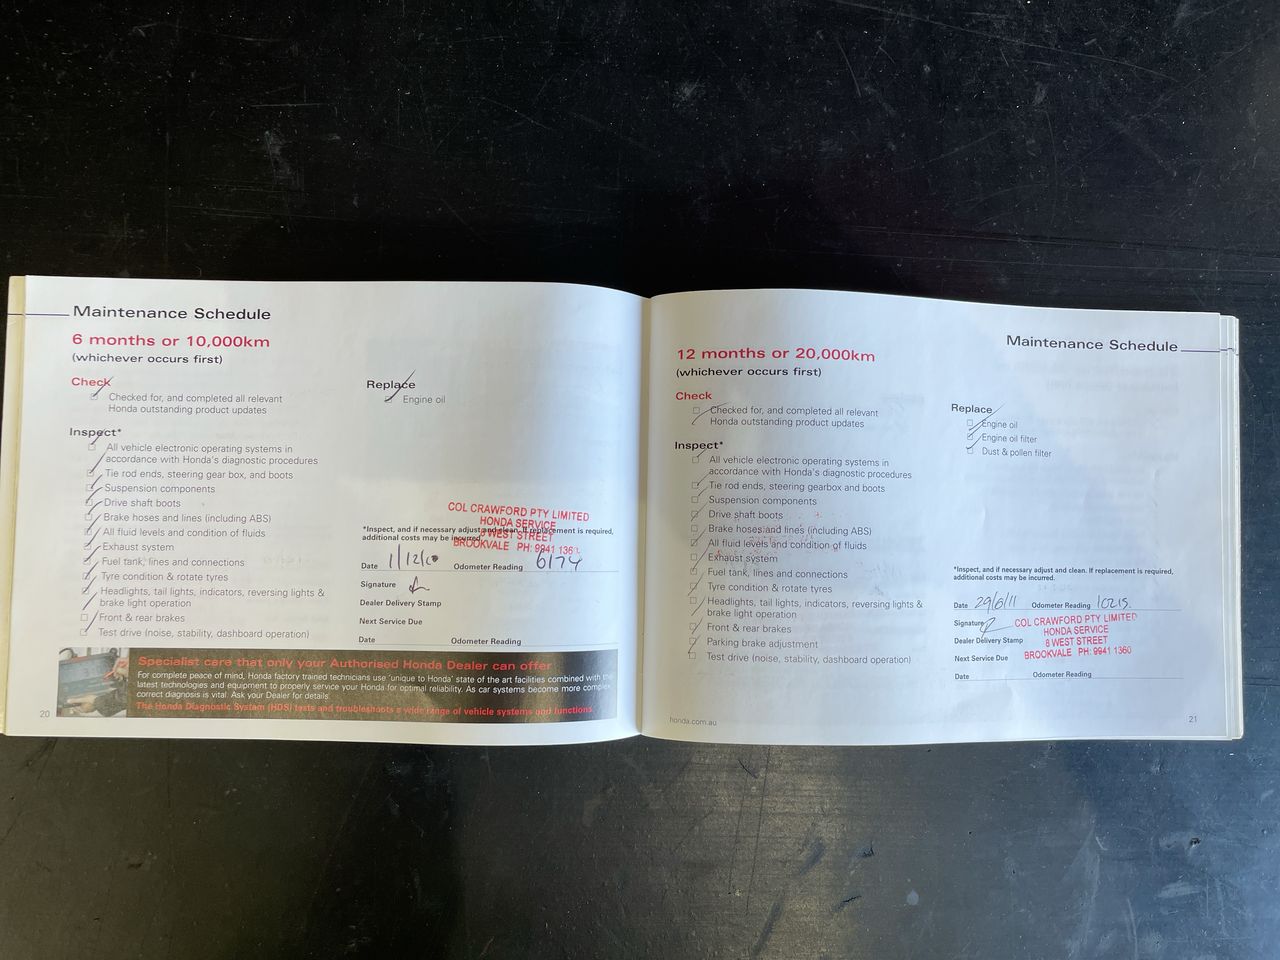 Maintenance Schedule
6 months or 10,000km
(whichever occurs first)
Check
Checked for, and completed all relevant
Honda outstanding product updates
Inspect*
All vehicle electronic operating systems in
accordance with Honda's diagnostic procedures
Tie rod ends, steering gear box, and boots
Suspension components
Drive shaft boots
Brake hoses and lines (including ABS)
All fluid levels and condition of fluids
Exhaust system
Fuel tank, lines and connections
Tyre condition & rotate tyres
Headlights, tail lights, indicators, reversing lights &
brake light operation
Front & rear brakes
Test drive (noise, stability, dashboard operation)
Replace
Engine oil
COL CRAWFORD PTY LIMITED
HONDA SERVICE
8 WEST STREET
BROOKVALE PH: 9941 1361
*Inspect, and if necessary adjust and clean. If replacement is required,
additional costs may be incurred.
Date 1/12/10 Odometer Reading 6174
Signature
Dealer Delivery Stamp
Next Service Due
Date Odometer Reading
Specialist care that only your Authorised Honda Dealer can offer
For complete peace of mind, Honda factory trained technicians use 'unique to Honda' state of the art facilities combined with the
latest technologies and equipment to properly service your Honda for optimal reliability. As car systems become more complex
correct diagnosis is vital. Ask your Dealer for details.
The Honda Diagnostic System (HDS) tests and troubleshoots a wide range of vehicle systems and functions.
20
Maintenance Schedule
12 months or 20,000km
(whichever occurs first)
Check
Checked for, and completed all relevant
Honda outstanding product updates
Inspect*
All vehicle electronic operating systems in
accordance with Honda's diagnostic procedures
Tie rod ends, steering gearbox and boots
Suspension components
Drive shaft boots
Brake hoses and lines (including ABS)
All fluid levels and condition of fluids
Exhaust system
Fuel tank, lines and connections
Tyre condition & rotate tyres
Headlights, tail lights, indicators, reversing lights &
brake light operation
Front & rear brakes
Parking brake adjustment
Test drive (noise, stability, dashboard operation)
Replace
Engine oil
Engine oil filter
Dust & pollen filter
*Inspect, and if necessary adjust and clean. If replacement is required,
additional costs may be incurred.
Date 29/6/11 Odometer Reading 10215
Signature
Dealer Delivery Stamp
Next Service Due
Date Odometer Reading
COL CRAWFORD PTY LIMITED
HONDA SERVICE
8 WEST STREET
BROOKVALE PH: 9941 1360
honda.com.au
21